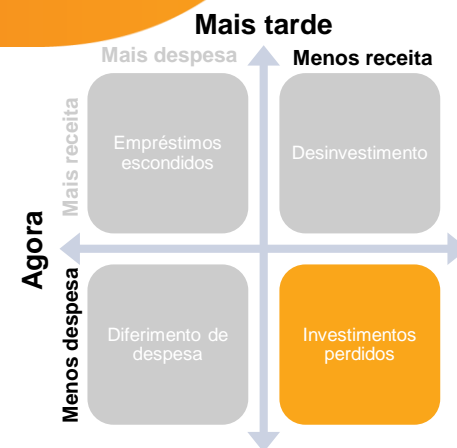 Mais tarde
Mais despesa
Menos receita
Agora
Mais receita
Menos despesa
Empréstimos
escondidos
Desinvestimento
Diferimento de
despesa
Investimentos
perdidos